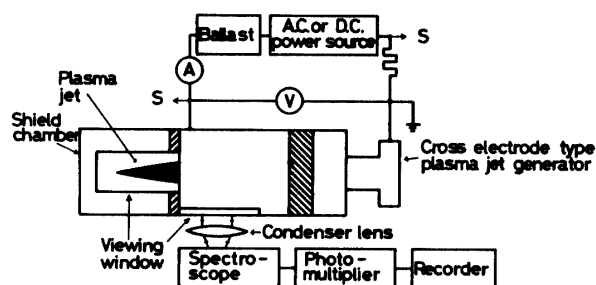 Ballast
A.C. or D.C.
power source
S
A
Plasma
jet
S
V
Shield
chamber
Cross electrode type
plasma jet generator
Condenser lens
Viewing
window
Spectro-
scope
Photo-
multiplier
Recorder